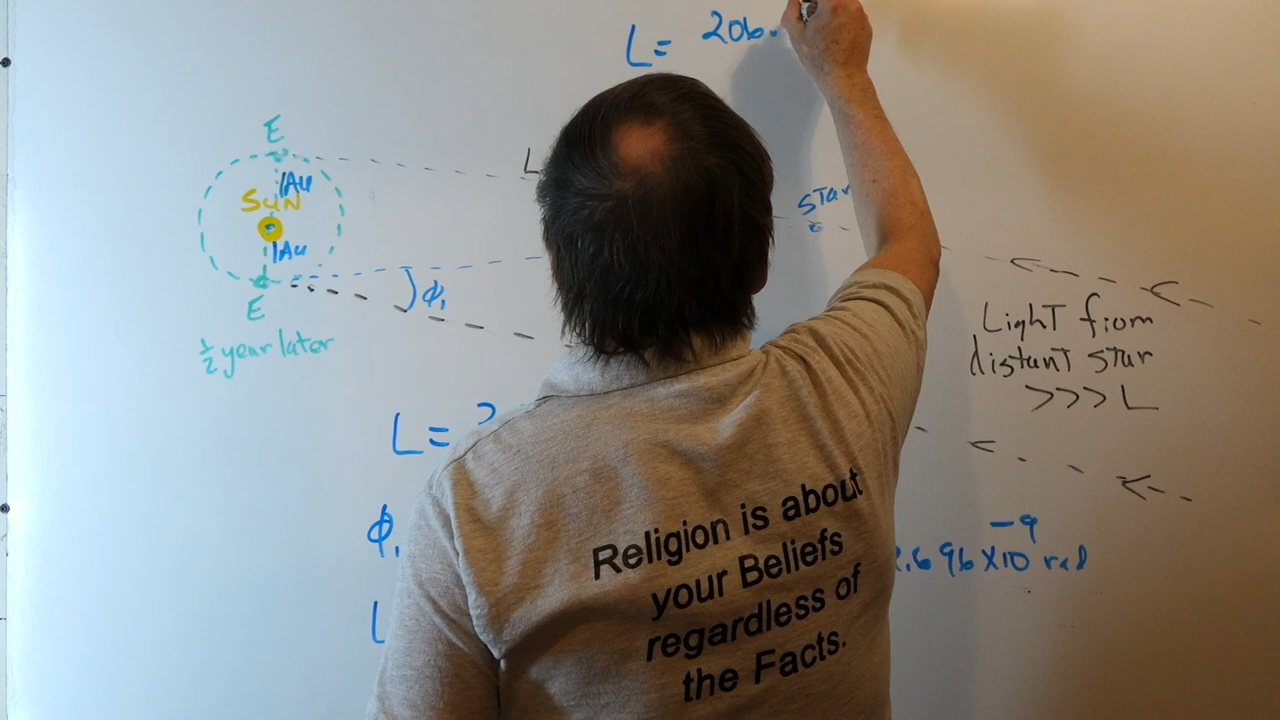 L = 206.
E
1AU
SUN
1AU
E
½ year later
L
Star
ϕ₁
Light from
distant star
>>>L
L = 2
ϕ₁
L
.696 x10⁻⁹ rad
Religion is about
your Beliefs
regardless of
the Facts.